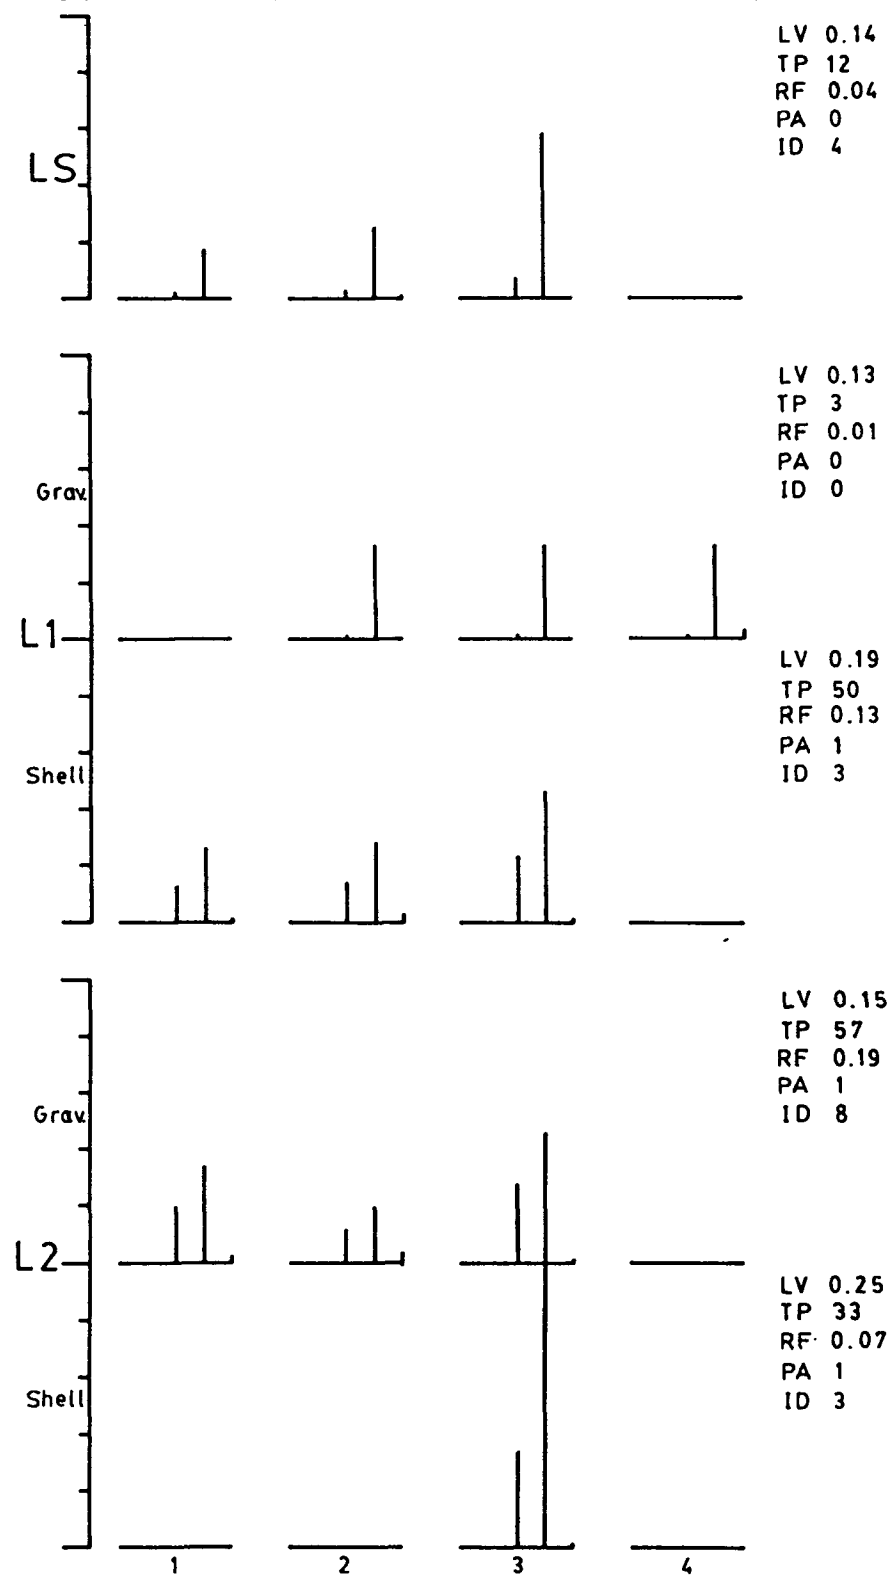 LV 0.14
TP 12
RF 0.04
PA 0
ID 4
LS
LV 0.13
TP 3
RF 0.01
PA 0
ID 0
Grav.
L1
LV 0.19
TP 50
RF 0.13
PA 1
ID 3
Shell
LV 0.15
TP 57
RF 0.19
PA 1
ID 8
Grav.
L2
LV 0.25
TP 33
RF 0.07
PA 1
ID 3
Shell
1 2 3 4